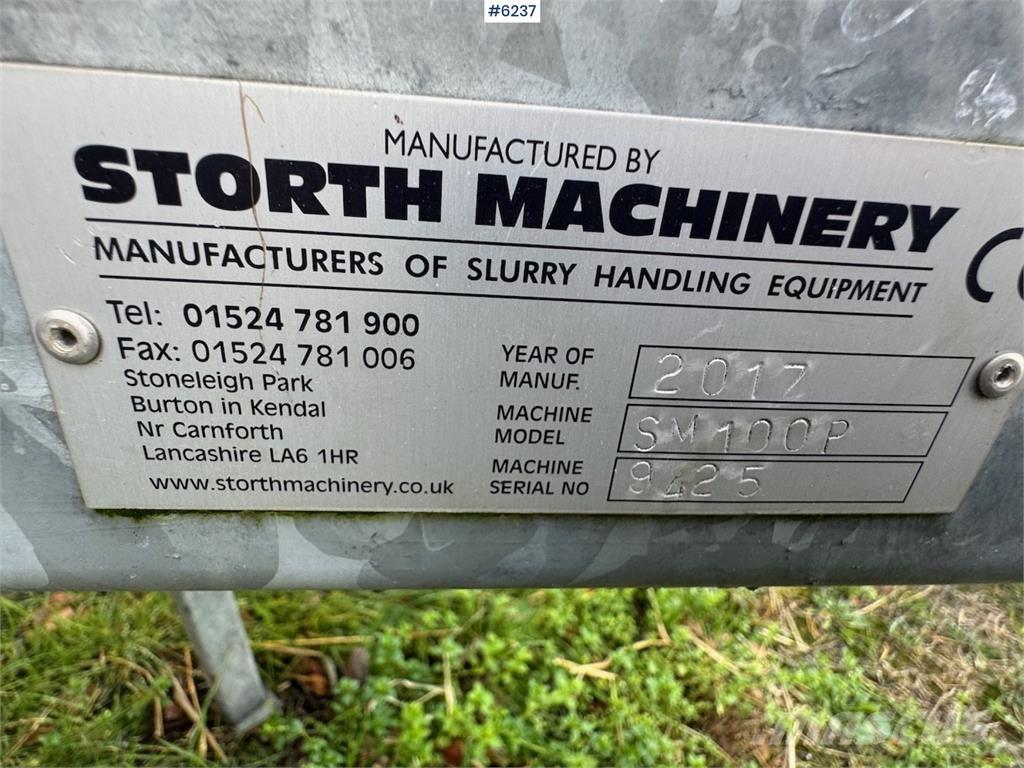 #6237
MANUFACTURED BY
STORTH MACHINERY
MANUFACTURERS OF SLURRY HANDLING EQUIPMENT
CE
Tel: 01524 781 900
Fax: 01524 781 006
Stoneleigh Park
Burton in Kendal
Nr Carnforth
Lancashire LA6 1HR
www.storthmachinery.co.uk
YEAR OF
MANUF. 2017
MACHINE
MODEL SM100P
MACHINE
SERIAL NO